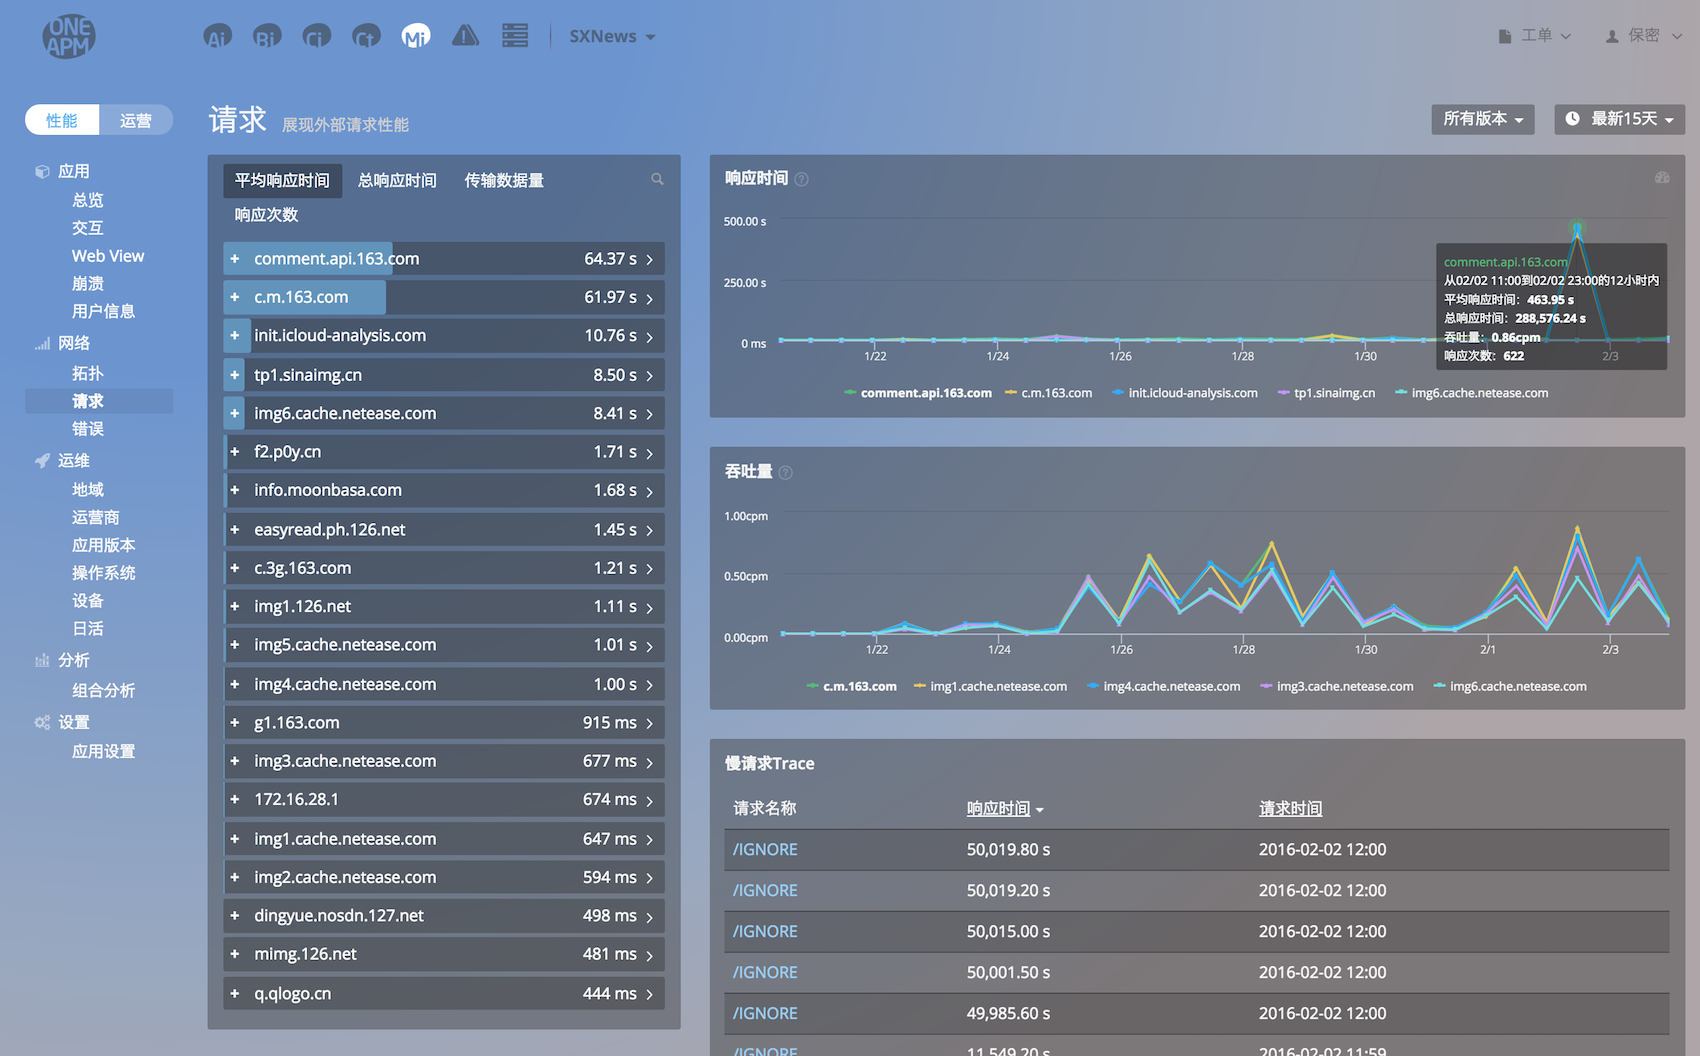 ONE APM
Ai Bi Ci Ct Mi SXNews 工单 保密
性能 运营
请求 展现外部请求性能
所有版本 最新15天
应用
总览
交互
Web View
崩溃
用户信息
网络
拓扑
请求
错误
运维
地域
运营商
应用版本
操作系统
设备
日活
分析
组合分析
设置
应用设置
平均响应时间 总响应时间 传输数据量
响应次数
+ comment.api.163.com 64.37 s
+ c.m.163.com 61.97 s
+ init.icloud-analysis.com 10.76 s
+ tp1.sinaimg.cn 8.50 s
+ img6.cache.netease.com 8.41 s
+ f2.p0y.cn 1.71 s
+ info.moonbasa.com 1.68 s
+ easyread.ph.126.net 1.45 s
+ c.3g.163.com 1.21 s
+ img1.126.net 1.11 s
+ img5.cache.netease.com 1.01 s
+ img4.cache.netease.com 1.00 s
+ g1.163.com 915 ms
+ img3.cache.netease.com 677 ms
+ 172.16.28.1 674 ms
+ img1.cache.netease.com 647 ms
+ img2.cache.netease.com 594 ms
+ dingyue.nosdn.127.net 498 ms
+ mimg.126.net 481 ms
+ q.qlogo.cn 444 ms
响应时间 ?
500.00 s
250.00 s
0 ms
1/22 1/24 1/26 1/28 1/30 2/3
comment.api.163.com
从02/02 11:00到02/02 23:00的12小时内
平均响应时间: 463.95 s
总响应时间: 288,576.24 s
吞吐量: 0.86cpm
响应次数: 622
comment.api.163.com c.m.163.com init.icloud-analysis.com tp1.sinaimg.cn img6.cache.netease.com
吞吐量 ?
1.00cpm
0.50cpm
0.00cpm
1/22 1/24 1/26 1/28 1/30 2/1 2/3
c.m.163.com img1.cache.netease.com img4.cache.netease.com img3.cache.netease.com img6.cache.netease.com
慢请求Trace
请求名称 响应时间 请求时间
/IGNORE 50,019.80 s 2016-02-02 12:00
/IGNORE 50,019.20 s 2016-02-02 12:00
/IGNORE 50,015.00 s 2016-02-02 12:00
/IGNORE 50,001.50 s 2016-02-02 12:00
/IGNORE 49,985.60 s 2016-02-02 12:00
/IGNORE 11,549.20 s 2016-02-02 11:59